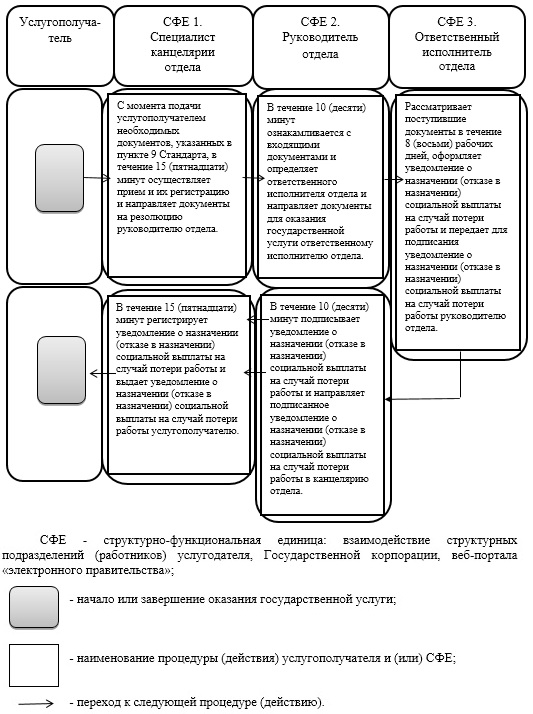 Услугополуча-
тель
СФЕ 1.
Специалист
канцелярии
отдела
СФЕ 2.
Руководитель
отдела
СФЕ 3.
Ответственный
исполнитель
отдела
С момента подачи
услугополучателем
необходимых
документов, указанных в
пункте 9 Стандарта, в
течение 15 (пятнадцати)
минут осуществляет
прием и их регистрацию
и направляет документы
на резолюцию
руководителю отдела.
В течение 10 (десяти)
минут
ознакамливается с
входящими
документами и
определяет
ответственного
исполнителя отдела и
направляет документы
для оказания
государственной
услуги ответственному
исполнителю отдела.
Рассматривает
поступившие
документы в течение
8 (восьми) рабочих
дней, оформляет
уведомление о
назначении (отказе в
назначении)
социальной выплаты
на случай потери
работы и передает для
подписания
уведомление о
назначении (отказе в
назначении)
социальной выплаты
на случай потери
работы руководителю
отдела.
В течение 15 (пятнадцати)
минут регистрирует
уведомление о назначении
(отказе в назначении)
социальной выплаты на
случай потери работы и
выдает уведомление о
назначении (отказе в
назначении) социальной
выплаты на случай потери
работы услугополучателю.
В течение 10 (десяти)
минут подписывает
уведомление о
назначении (отказе в
назначении)
социальной выплаты
на случай потери
работы и направляет
подписанное
уведомление о
назначении (отказе в
назначении)
социальной выплаты
на случай потери
работы в канцелярию
отдела.
СФЕ - структурно-функциональная единица: взаимодействие структурных
подразделений (работников) услугодателя, Государственной корпорации, веб-портала
«электронного правительства»;
- начало или завершение оказания государственной услуги;
- наименование процедуры (действия) услугополучателя и (или) СФЕ;
- переход к следующей процедуре (действию).